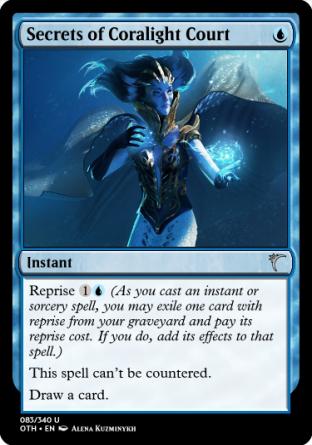 Secrets of Coralight Court
Instant
Reprise 1 (As you cast an instant or
sorcery spell, you may exile one card with
reprise from your graveyard and pay its
reprise cost. If you do, add its effects to that
spell.)
This spell can't be countered.
Draw a card.
083/340 U
OTH • EN Alena Kuzminykh